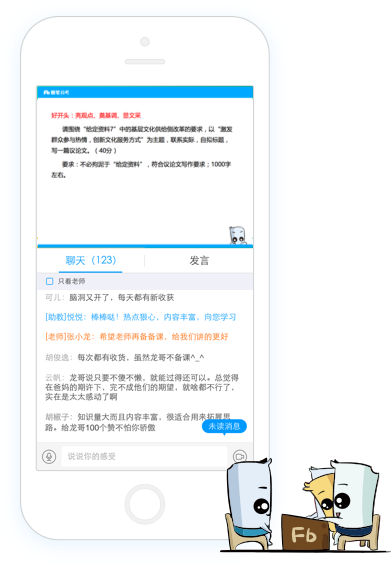 Fb 粉笔公考
好开头：亮观点、奠基调、显文采
请围绕“给定资料7”中的基层文化供给侧改革的要求，以“激发
群众参与热情，创新文化服务方式”为主题，联系实际，自拟标题，
写一篇议论文。（40分）
要求：不必拘泥于“给定资料”，符合议论文写作要求；1000字
左右。
聊天（123） 发言
只看老师
可儿：脑洞又开了，每天都有新收获
[助教]悦悦：棒棒哒！热点狠心，内容丰富，向您学习
[老师]张小龙：希望老师再备备课，给我们讲的更好
胡俊逸：每次都有收货，虽然龙哥不备课^_^
云帆：龙哥说只要不便不懒，就能过得还可以。总觉得
在爸妈的期许下，完不成他们的期望，就啥都不行了，
实在是大太感动了啊
胡椒子：知识量大而且内容丰富，很适合用来拓展思
路。给龙哥100个赞不怕你骄傲
未读消息
说说你的感受
Fb